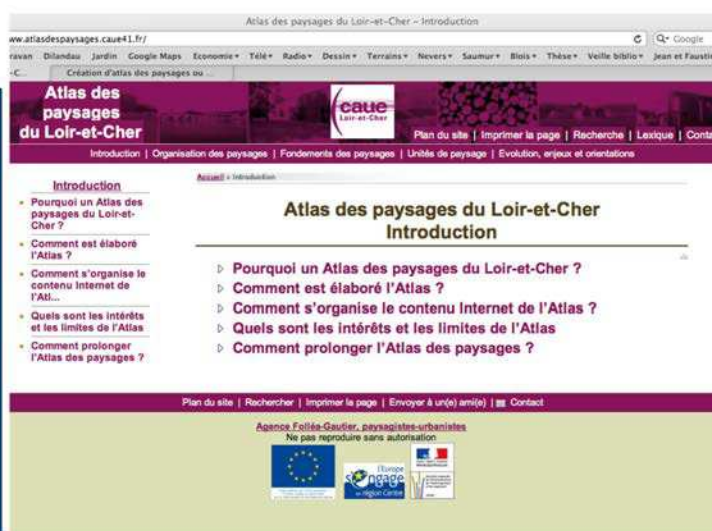 Atlas des paysages du Loir-et-Cher – Introduction
ww.atlasdespaysages.caue41.fr/
Google
ravan Dilandau Jardin Google Maps Economie Télé Radio Dessin Terrains Nevers Saumur Blois Thèse Veille biblio Jean et Faustin
-C... Création d'atlas des paysages ou ...
Atlas des
paysages
du Loir-et-Cher
caue
Loir-et-Cher
Plan du site | Imprimer la page | Recherche | Lexique | Conta
Introduction | Organisation des paysages | Fondements des paysages | Unités de paysage | Evolution, enjeux et orientations
Accueil » Introduction
Introduction
Pourquoi un Atlas des
paysages du Loir-et-
Cher ?
Comment est élaboré
l'Atlas ?
Comment s'organise le
contenu Internet de
l'Atl...
Quels sont les intérêts
et les limites de l'Atlas
Comment prolonger
l'Atlas des paysages ?
Atlas des paysages du Loir-et-Cher
Introduction
Pourquoi un Atlas des paysages du Loir-et-Cher ?
Comment est élaboré l'Atlas ?
Comment s'organise le contenu Internet de l'Atlas ?
Quels sont les intérêts et les limites de l'Atlas
Comment prolonger l'Atlas des paysages ?
Plan du site | Rechercher | Imprimer la page | Envoyer à un(e) ami(e) | Contact
Agence Folléa-Gautier, paysagistes-urbanistes
Ne pas reproduire sans autorisation
l'Europe
s'engage
en région Centre